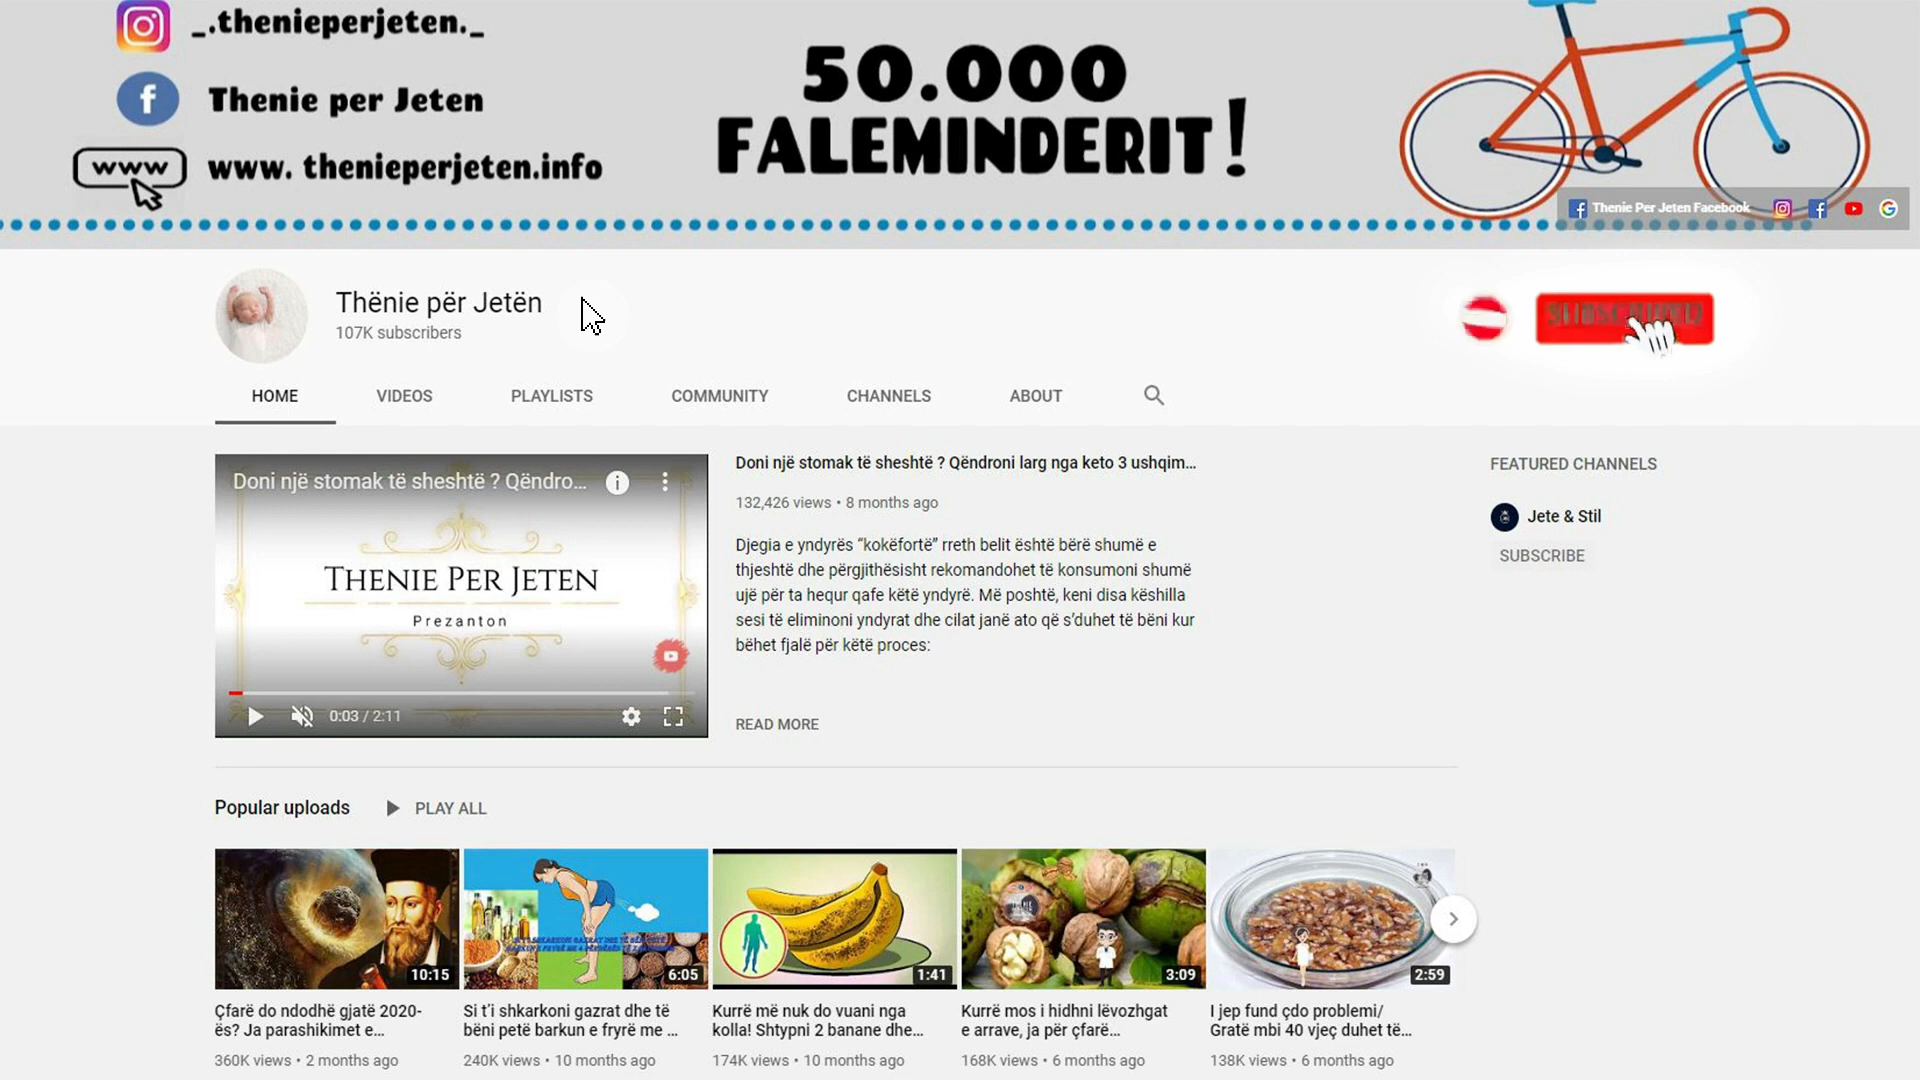 _.thenieperjeten._
Thenie per Jeten
www
www. thenieperjeten.info
50.000
FALEMINDERIT!
Thenie Per Jeten Facebook
Thënie për Jetën
107K subscribers
HOME
VIDEOS
PLAYLISTS
COMMUNITY
CHANNELS
ABOUT
Doni një stomak të sheshtë ? Qëndro...
THENIE PER JETEN
Prezanton
0:03 / 2:11
Doni një stomak të sheshtë ? Qëndroni larg nga keto 3 ushqim...
132,426 views • 8 months ago
Djegia e yndyrës “kokëfortë” rreth belit është bërë shumë e
thjeshtë dhe përgjithësisht rekomandohet të konsumoni shumë
ujë për ta hequr qafe këtë yndyrë. Më poshtë, keni disa këshilla
sesi të eliminoni yndyrat dhe cilat janë ato që s’duhet të bëni kur
bëhet fjalë për këtë proces:
READ MORE
FEATURED CHANNELS
Jete & Stil
SUBSCRIBE
Popular uploads
PLAY ALL
10:15
6:05
1:41
3:09
2:59
Çfarë do ndodhë gjatë 2020-
ës? Ja parashikimet e...
360K views • 2 months ago
Si t’i shkarkoni gazrat dhe të
bëni petë barkun e fryrë me ...
240K views • 10 months ago
Kurrë më nuk do vuani nga
kolla! Shtypni 2 banane dhe...
174K views • 10 months ago
Kurrë mos i hidhni lëvozhgat
e arrave, ja për çfarë...
168K views • 6 months ago
I jep fund çdo problemi/
Gratë mbi 40 vjeç duhet të...
138K views • 6 months ago